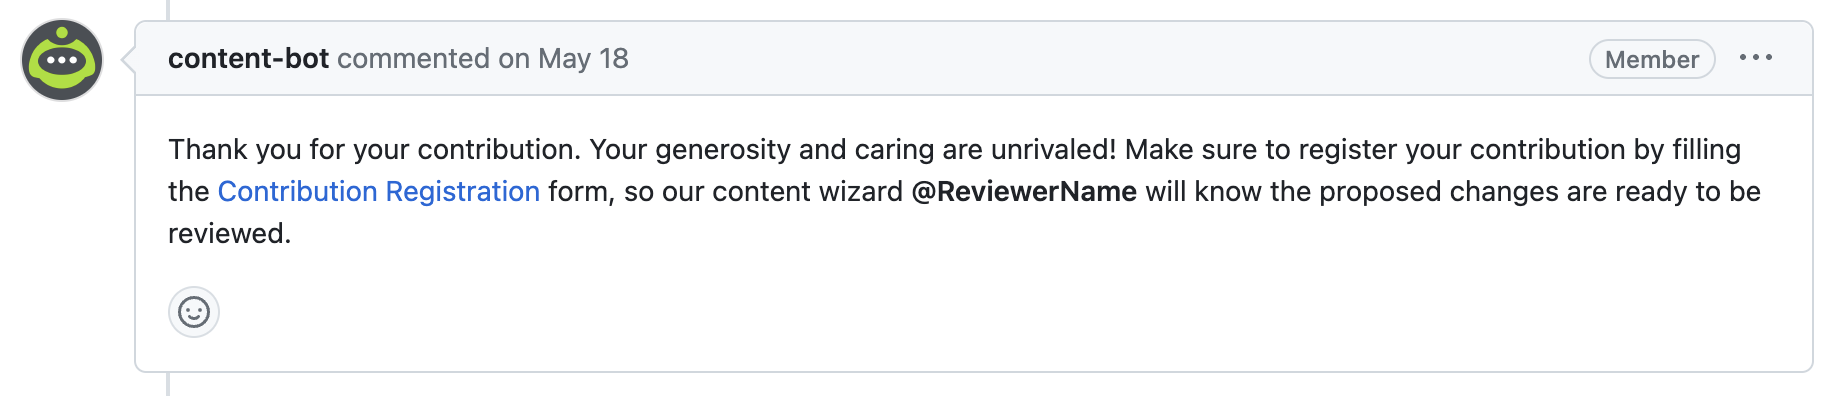 content-bot commented on May 18
Member
Thank you for your contribution. Your generosity and caring are unrivaled! Make sure to register your contribution by filling
the Contribution Registration form, so our content wizard @ReviewerName will know the proposed changes are ready to be
reviewed.